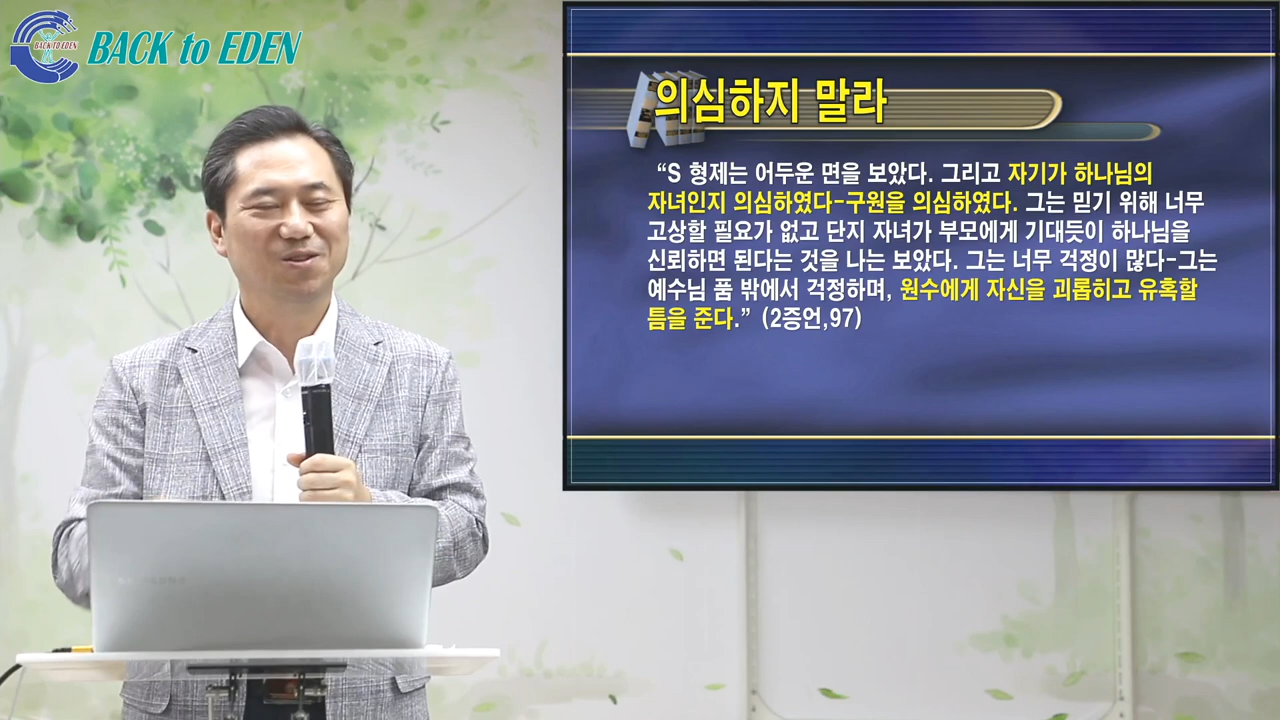 BACK TO EDEN
BACK to EDEN
의심하지 말라
“S 형제는 어두운 면을 보았다. 그리고 자기가 하나님의
자녀인지 의심하였다-구원을 의심하였다. 그는 믿기 위해 너무
고상할 필요가 없고 단지 자녀가 부모에게 기대듯이 하나님을
신뢰하면 된다는 것을 나는 보았다. 그는 너무 걱정이 많다-그는
예수님 품 밖에서 걱정하며, 원수에게 자신을 괴롭히고 유혹할
틈을 준다.” (2증언,97)